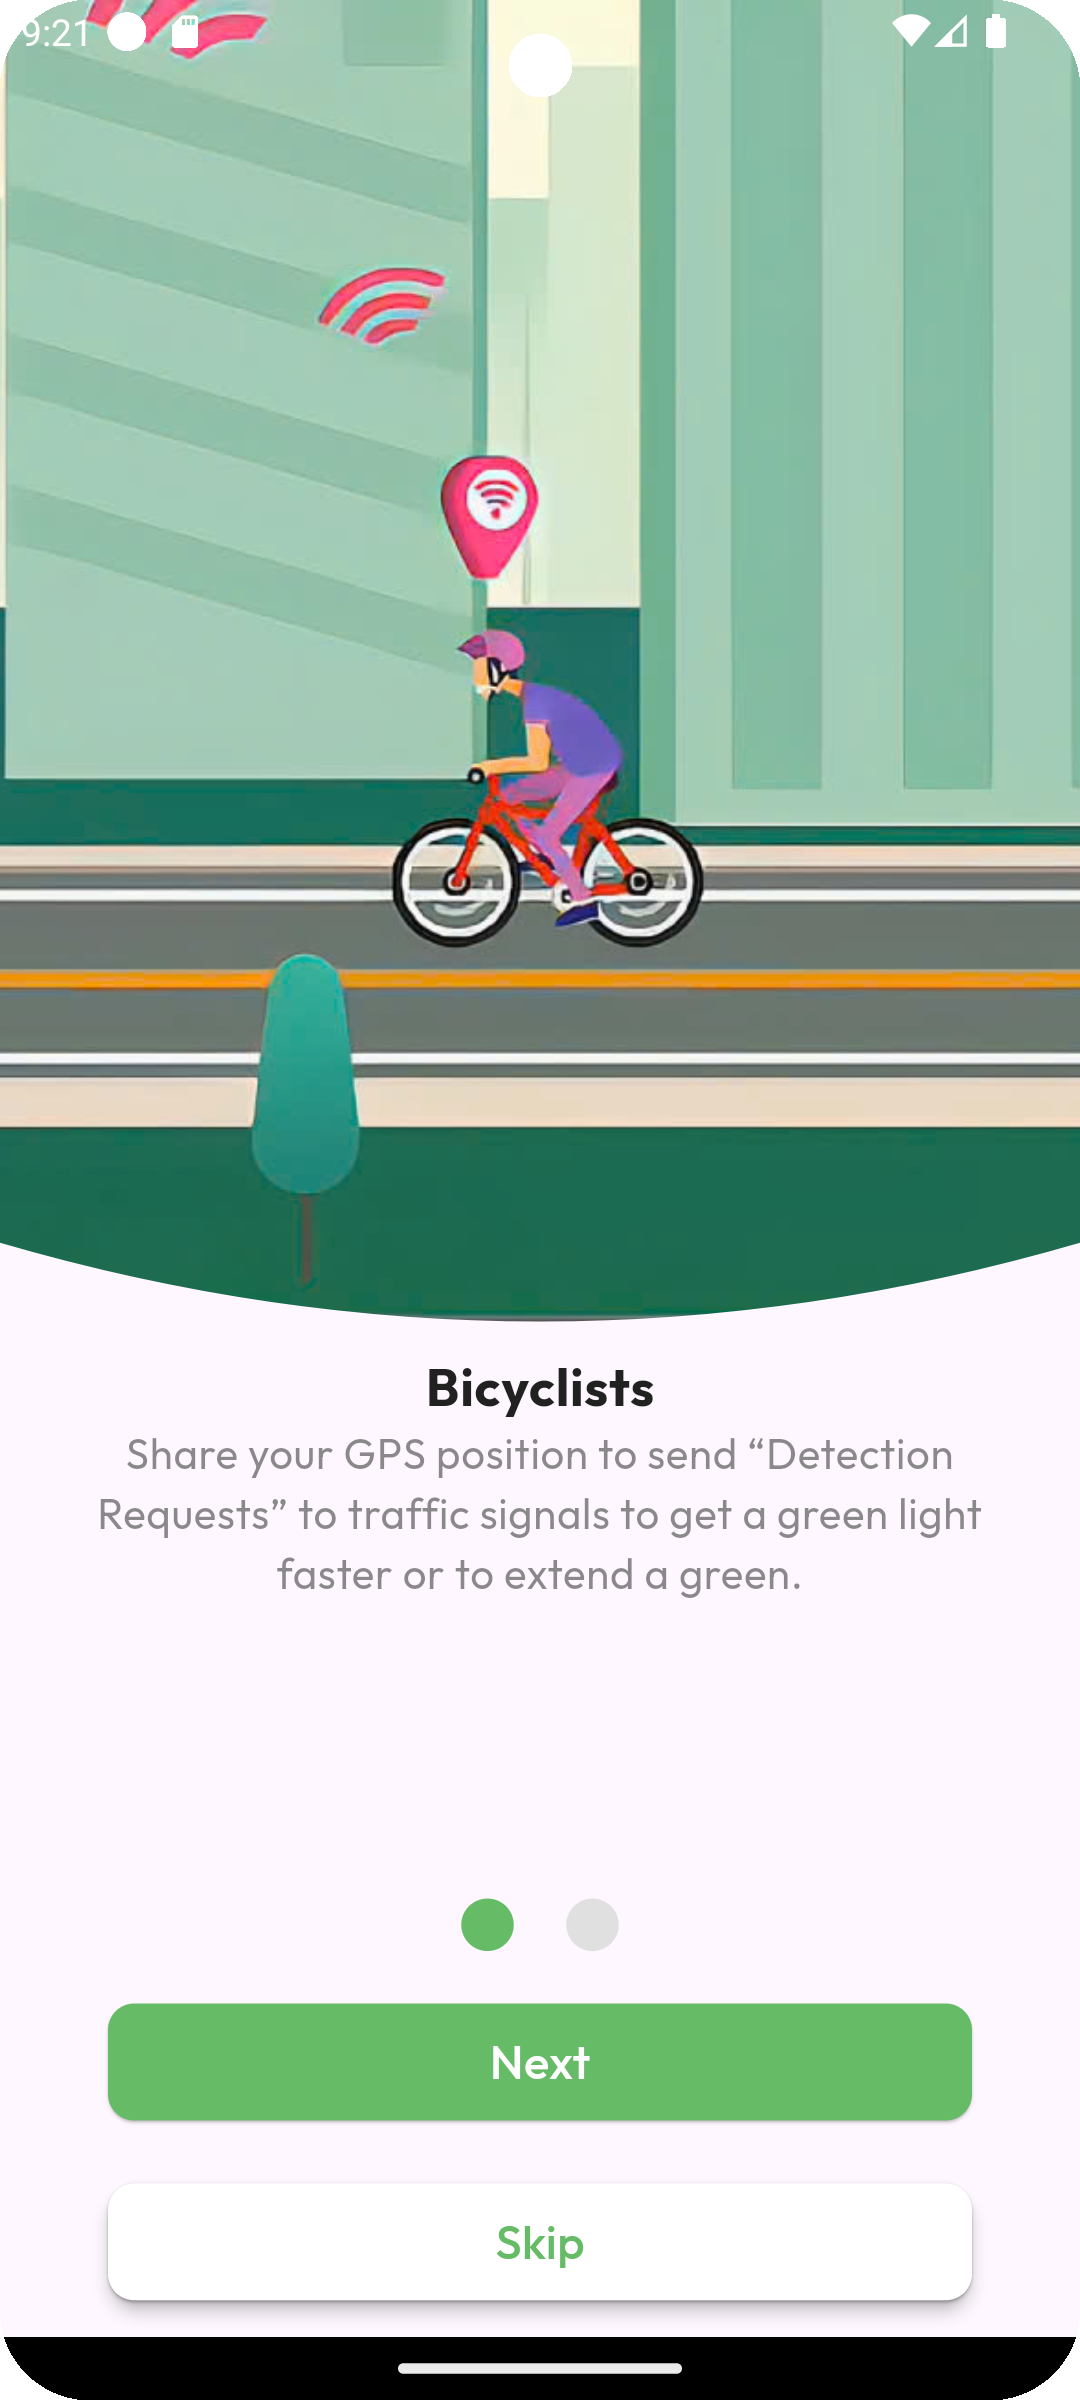 9:21
Bicyclists
Share your GPS position to send “Detection
Requests” to traffic signals to get a green light
faster or to extend a green.
Next
Skip